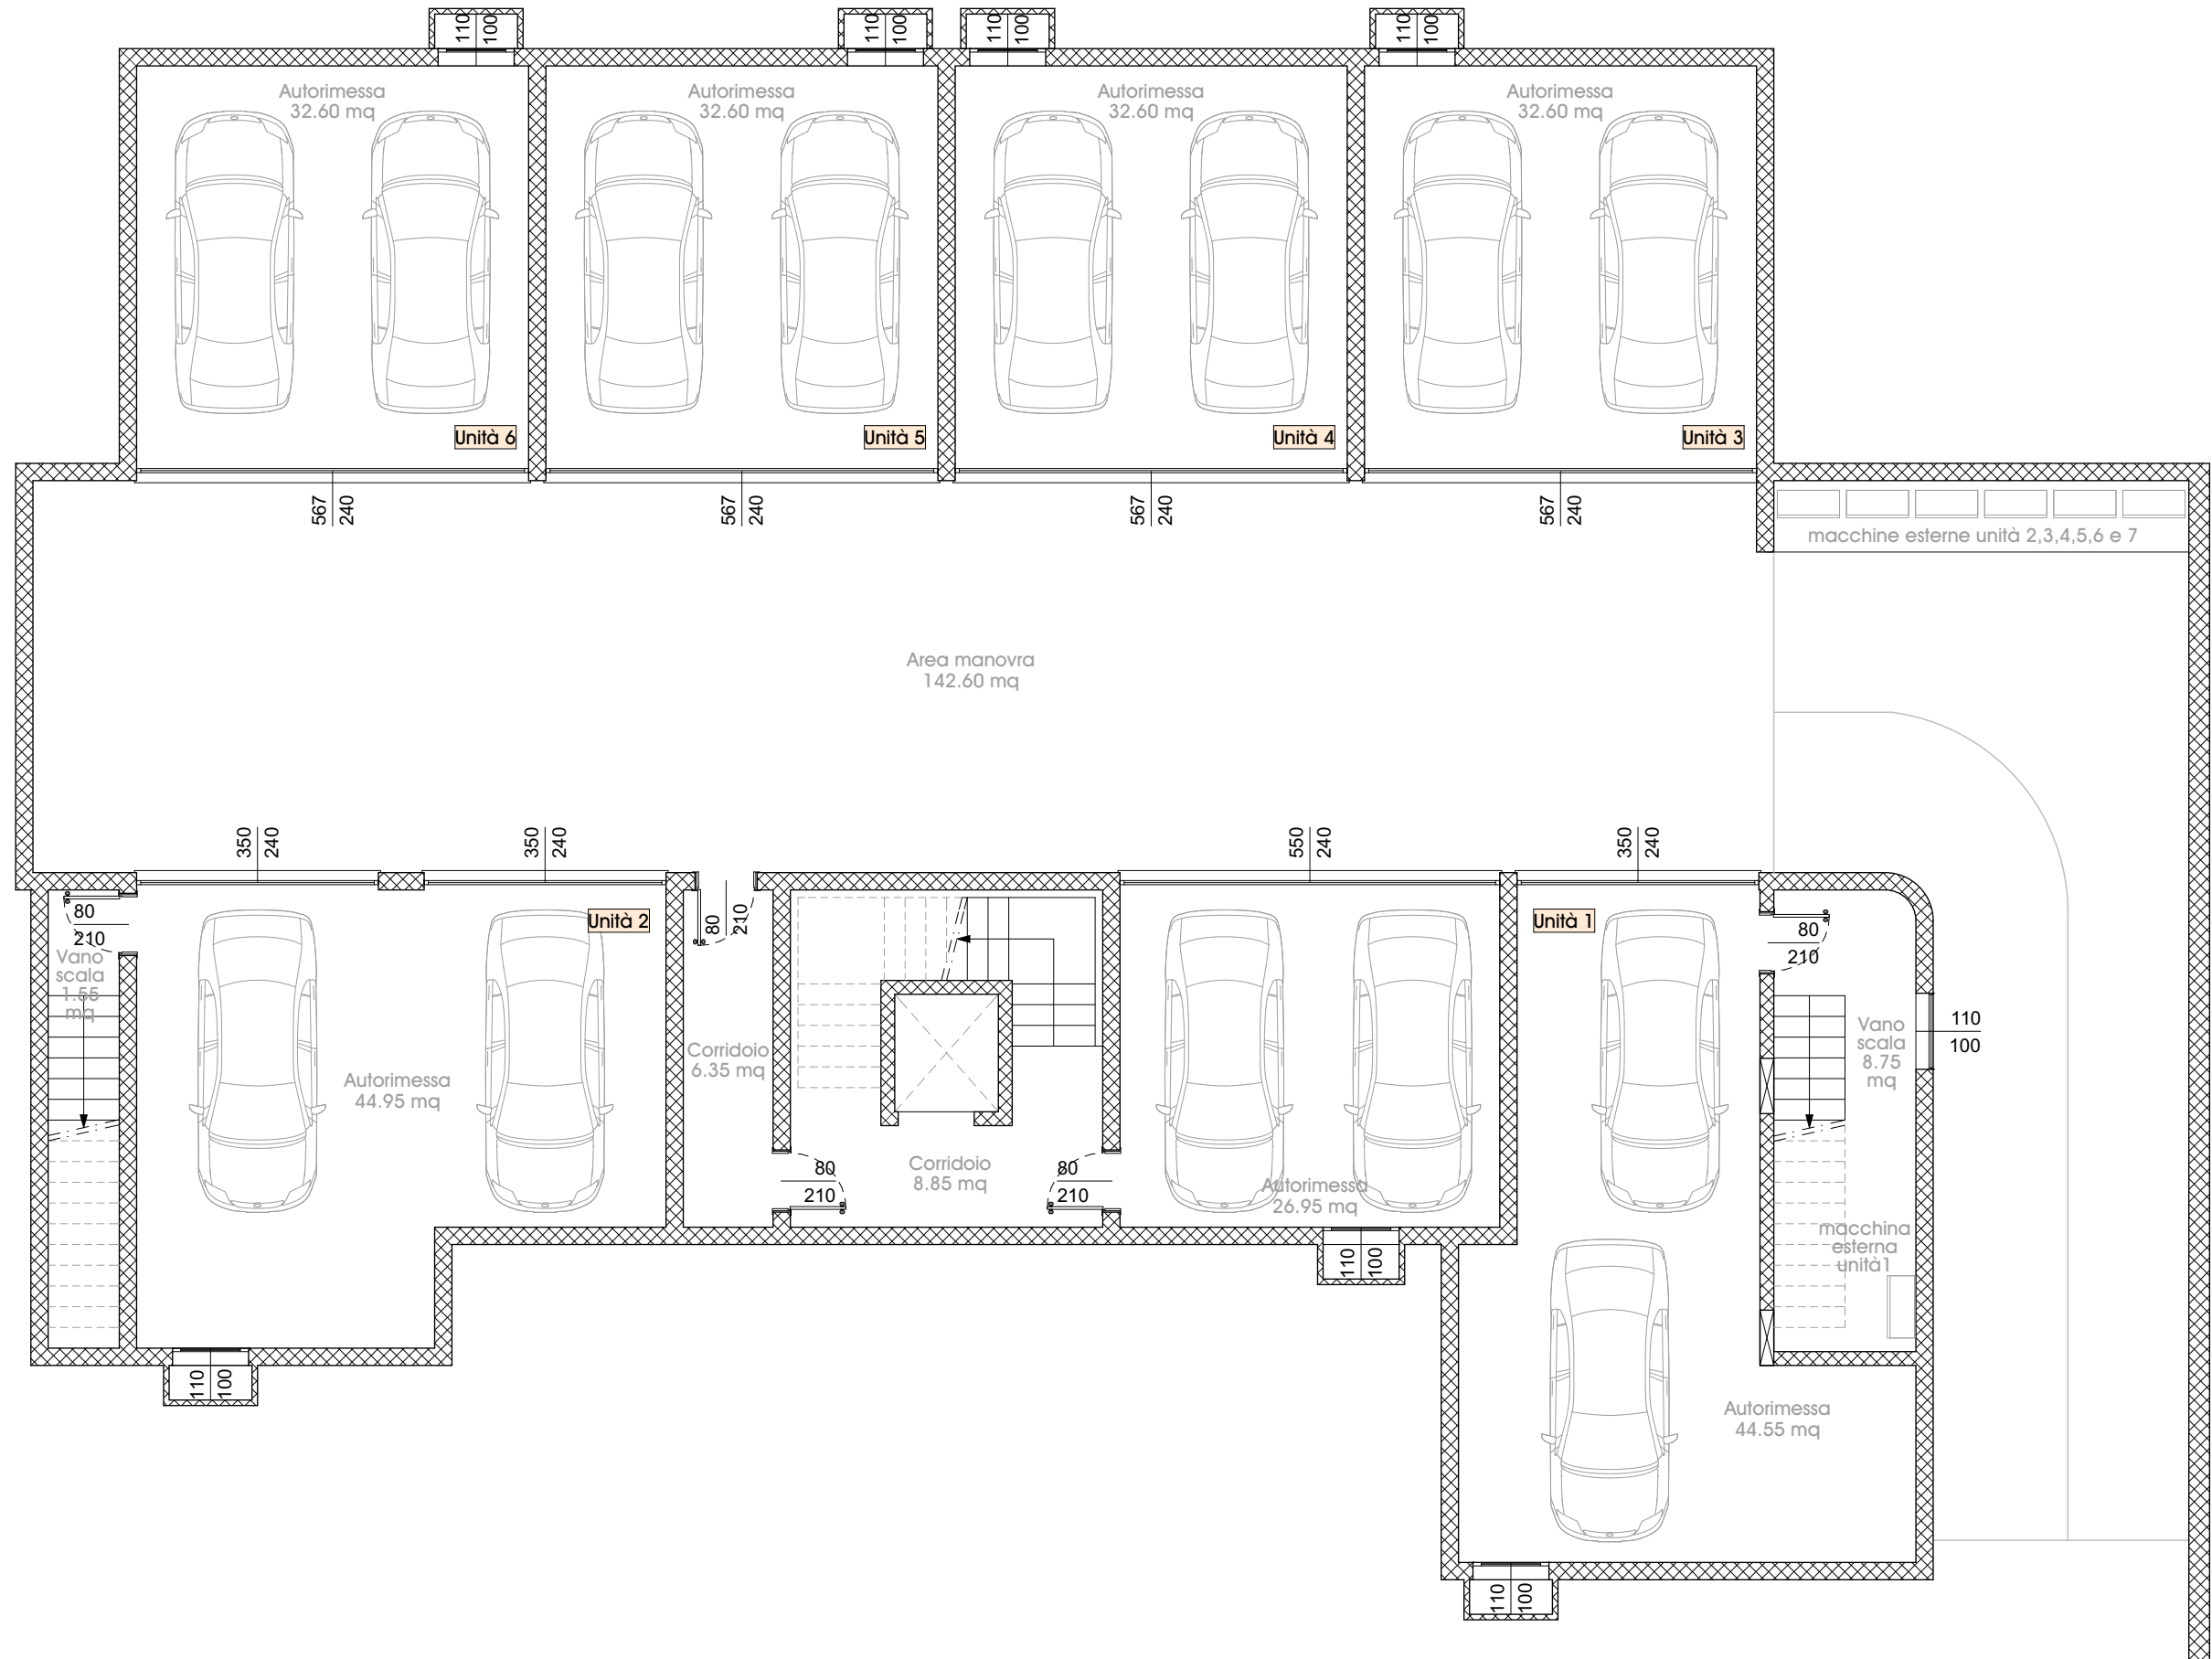 110
100
110
100
110
100
110
100
Autorimessa
32.60 mq
Autorimessa
32.60 mq
Autorimessa
32.60 mq
Autorimessa
32.60 mq
Unità 6
Unità 5
Unità 4
Unità 3
567
240
567
240
567
240
567
240
macchine esterne unità 2,3,4,5,6 e 7
Area manovra
142.60 mq
350
240
350
240
550
240
350
240
80
210
Vano
scala
1.55
mq
Unità 2
80
210
Unità 1
80
210
Autorimessa
44.95 mq
Corridoio
6.35 mq
Vano
scala
8.75
mq
110
100
80
210
Corridoio
8.85 mq
80
210
Autorimessa
26.95 mq
macchina
esterna
unità1
110
100
110
100
Autorimessa
44.55 mq
110
100